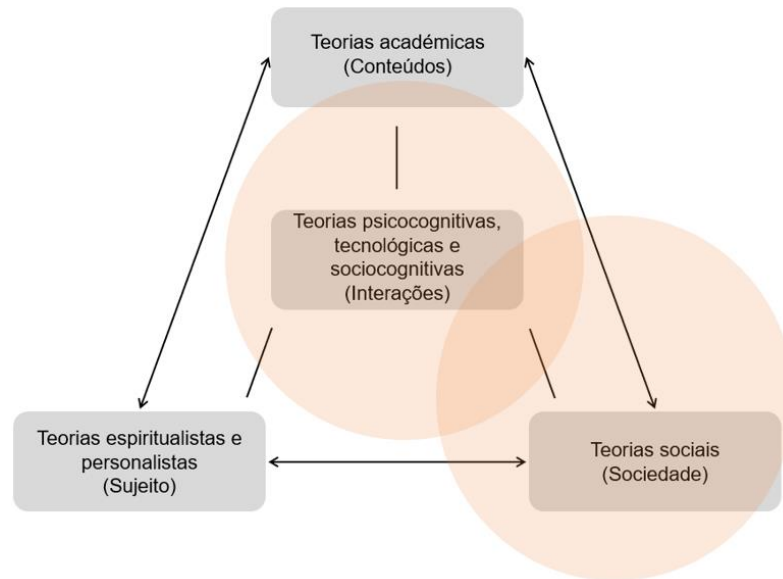 Teorias académicas
(Conteúdos)
Teorias psicocognitivas,
tecnológicas e
sociocognitivas
(Interações)
Teorias espiritualistas e
personalistas
(Sujeito)
Teorias sociais
(Sociedade)